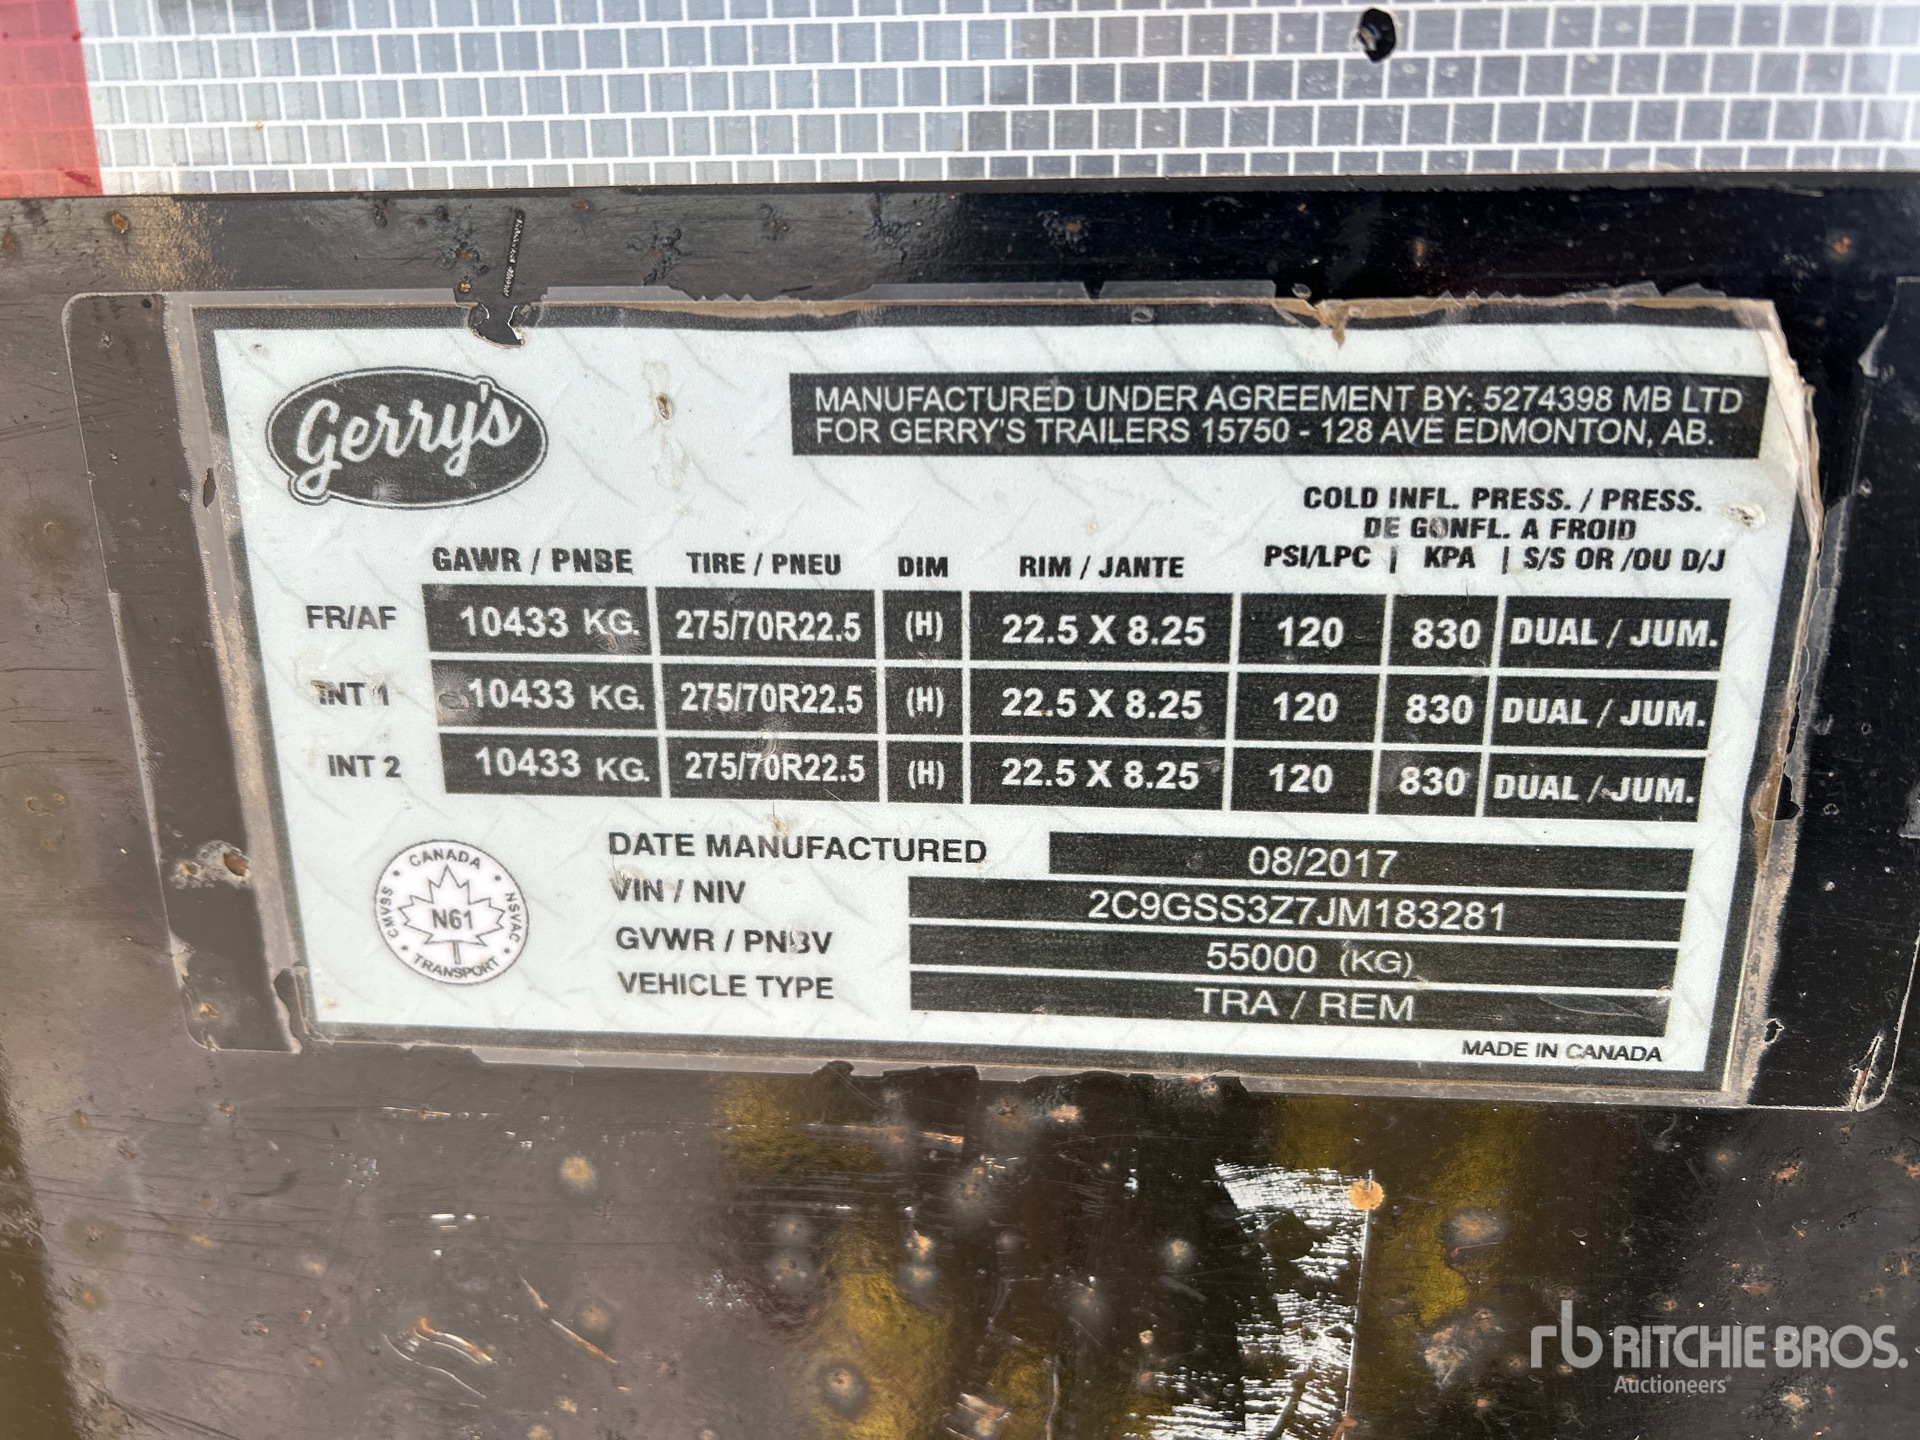 Gerry's
MANUFACTURED UNDER AGREEMENT BY: 5274398 MB LTD
FOR GERRY'S TRAILERS 15750 - 128 AVE EDMONTON, AB.
COLD INFL. PRESS. / PRESS.
DE GONFL. A FROID
GAWR / PNBE TIRE / PNEU DIM RIM / JANTE PSI/LPC | KPA | S/S OR /OU D/J
FR/AF 10433 KG. 275/70R22.5 (H) 22.5 X 8.25 120 830 DUAL / JUM.
INT 1 10433 KG. 275/70R22.5 (H) 22.5 X 8.25 120 830 DUAL / JUM.
INT 2 10433 KG. 275/70R22.5 (H) 22.5 X 8.25 120 830 DUAL / JUM.
DATE MANUFACTURED 08/2017
VIN / NIV 2C9GSS3Z7JM183281
GVWR / PNBV 55000 (KG)
VEHICLE TYPE TRA / REM
CANADA
CMVSS • NSVAC
N61
TRANSPORT
MADE IN CANADA
rb RITCHIE BROS.
Auctioneers